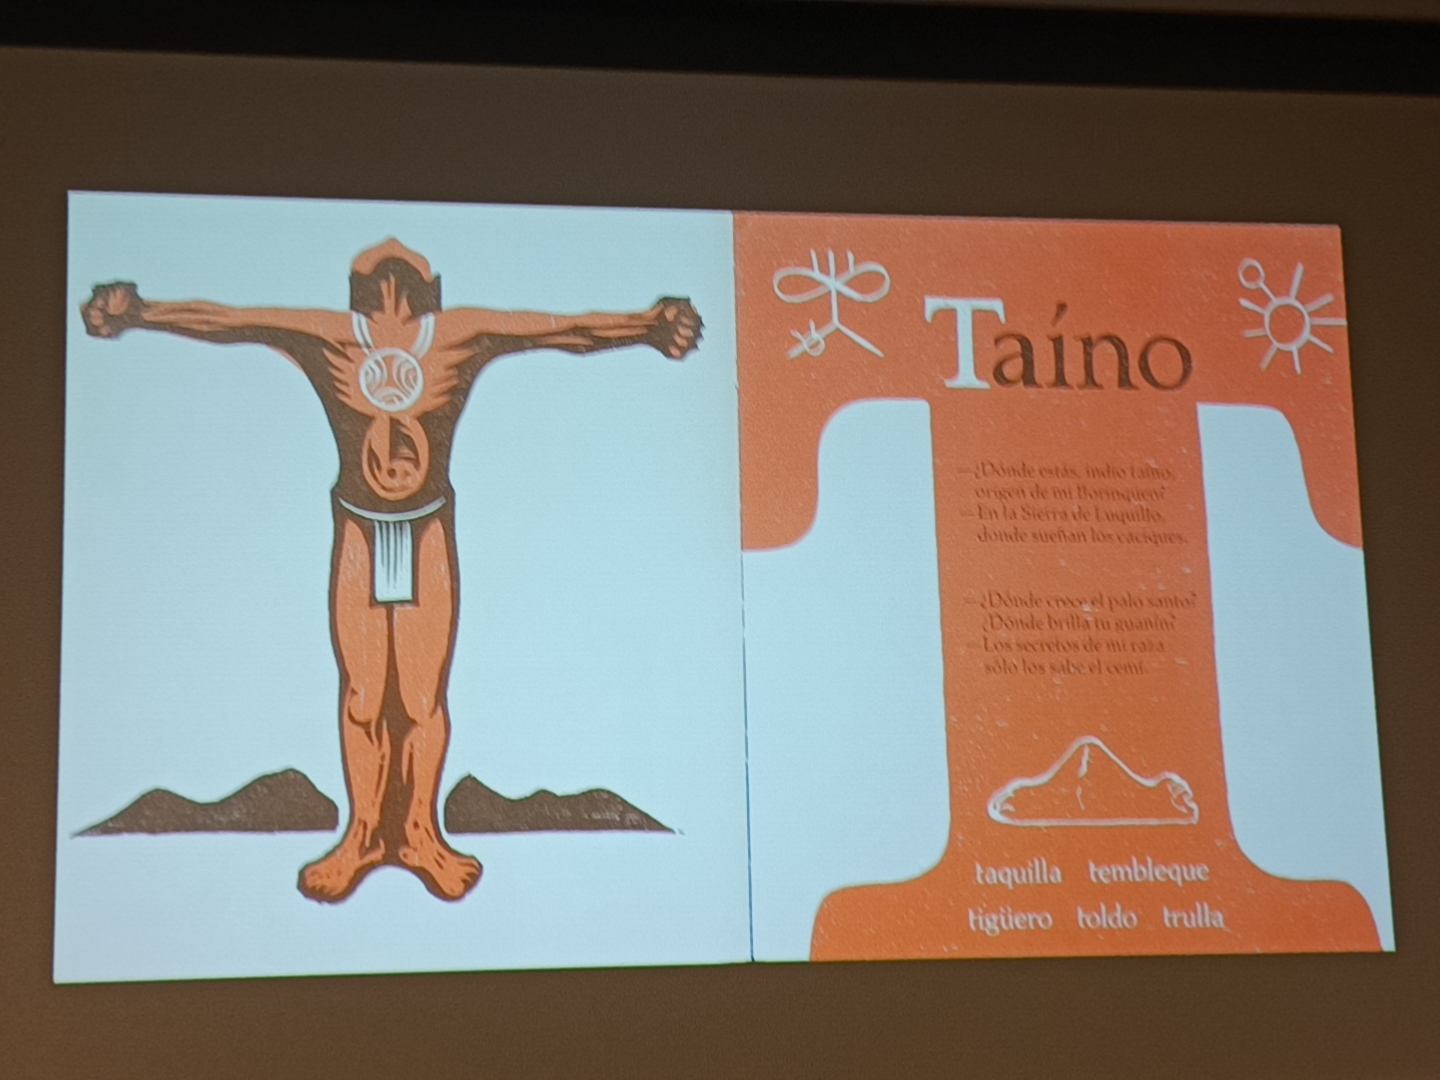 Taíno
—¿Dónde estás, indio taíno,
origen de mi Borinquen?
—En la Sierra de Luquillo,
donde sueñan los caciques.
—¿Dónde crece el palo santo?
¿Dónde brilla tu guanín?
—Los secretos de mi raza
sólo los sabe el cemí.
taquilla tembleque
tigüero toldo trulla